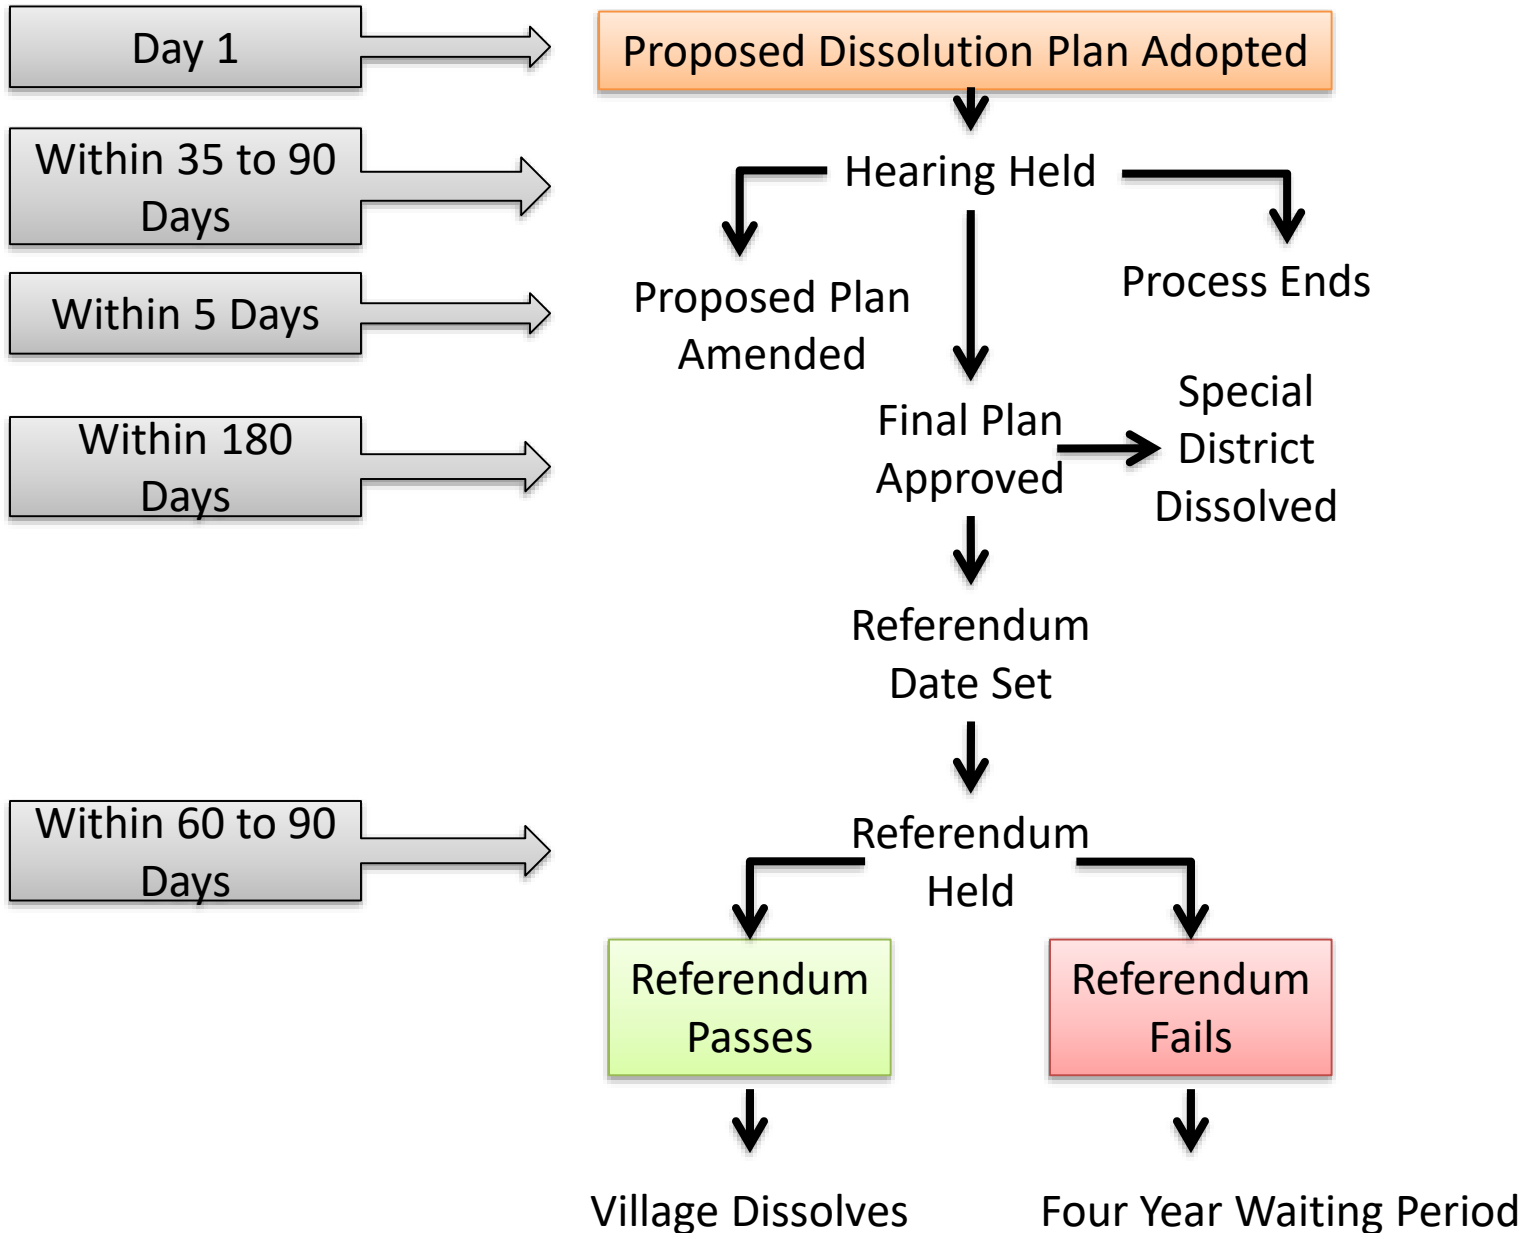 Day 1
Proposed Dissolution Plan Adopted
Within 35 to 90
Days
Hearing Held
Within 5 Days
Proposed Plan
Amended
Process Ends
Within 180
Days
Final Plan
Approved
Special
District
Dissolved
Referendum
Date Set
Within 60 to 90
Days
Referendum
Held
Referendum
Passes
Referendum
Fails
Village Dissolves
Four Year Waiting Period